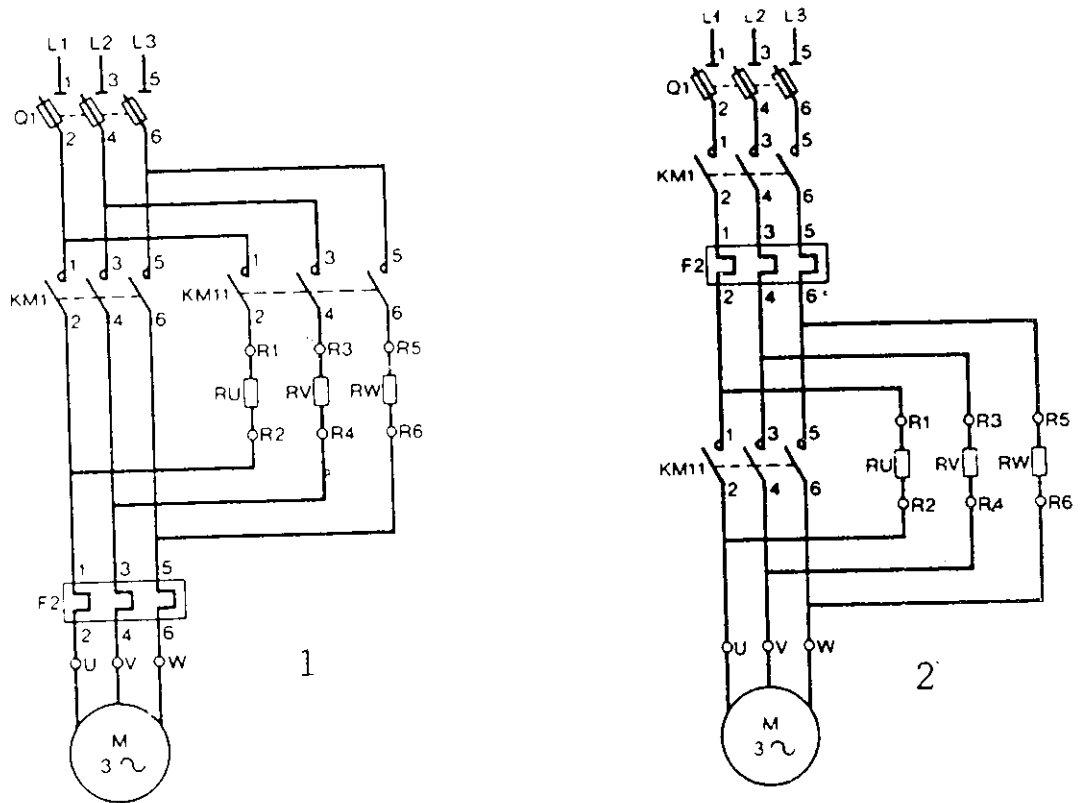 L1 L2 L3
1 3 5
Q1
2 4 6
1 3 5
KM1
2 4 6
1 3 5
KM11
2 4 6
R1 R3 R5
RU RV RW
R2 R4 R6
1 3 5
F2
2 4 6
U V W
M
3 ~
1
L1 L2 L3
1 3 5
Q1
2 4 6
1 3 5
KM1
2 4 6
1 3 5
F2
2 4 6
1 3 5
KM11
2 4 6
R1 R3 R5
RU RV RW
R2 R4 R6
U V W
M
3 ~
2